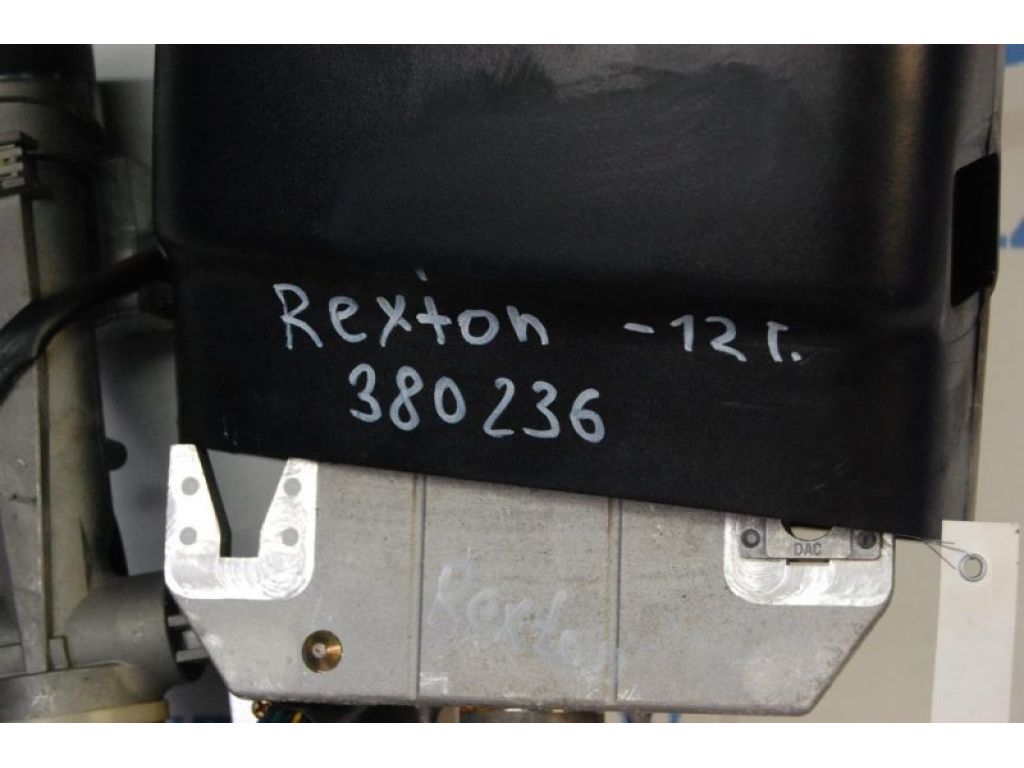 Rexton -12 г.
380236
DAC
Rexton